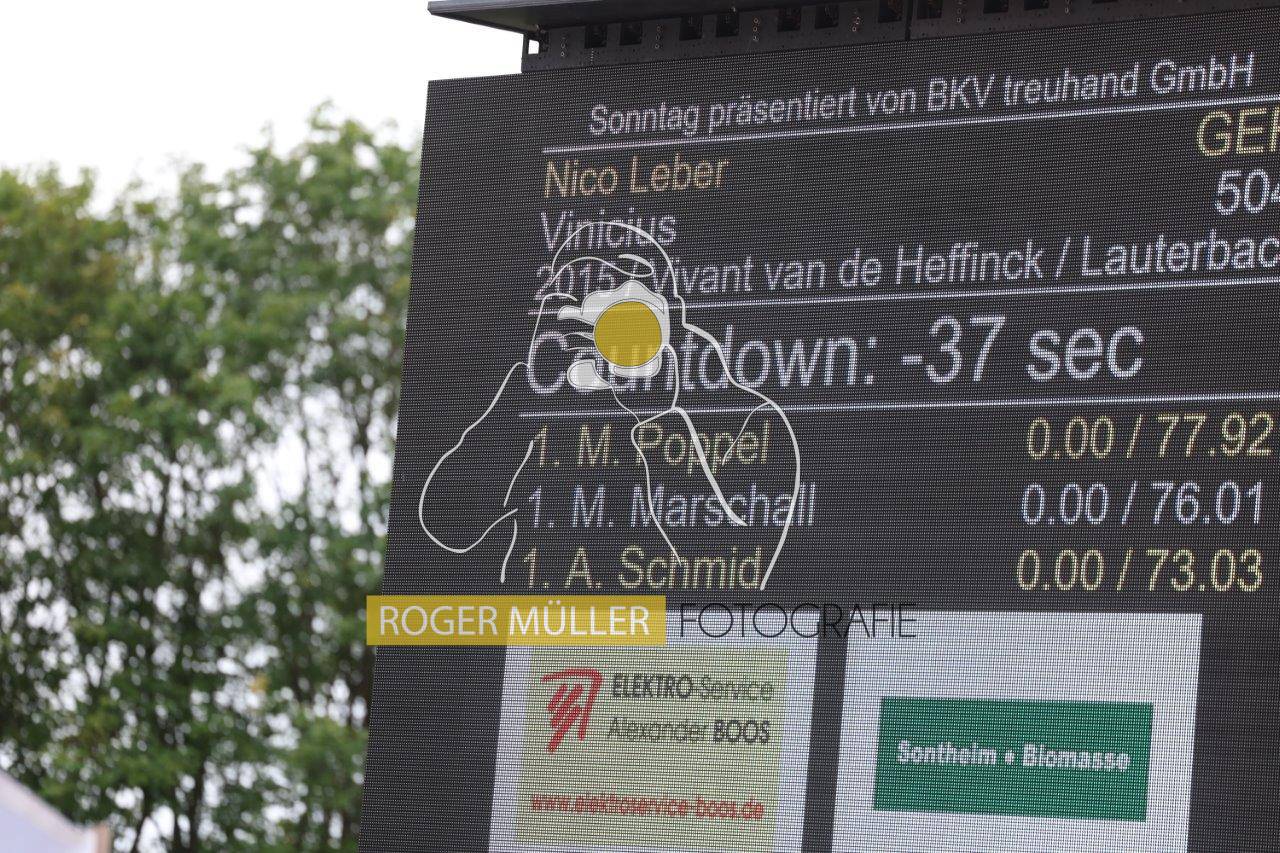 Sonntag präsentiert von BKV treuhand GmbH
Nico Leber
Vinicius 504
2015 / Vivant van de Heffinck / Lauterbac
Countdown: -37 sec
1. M. Poppel 0.00 / 77.92
1. M. Marschall 0.00 / 76.01
1. A. Schmid 0.00 / 73.03
ROGER MÜLLER FOTOGRAFIE
ELEKTRO-Service
Alexander BOOS
www.elektroservice-boos.de
Sontheim • Biomasse